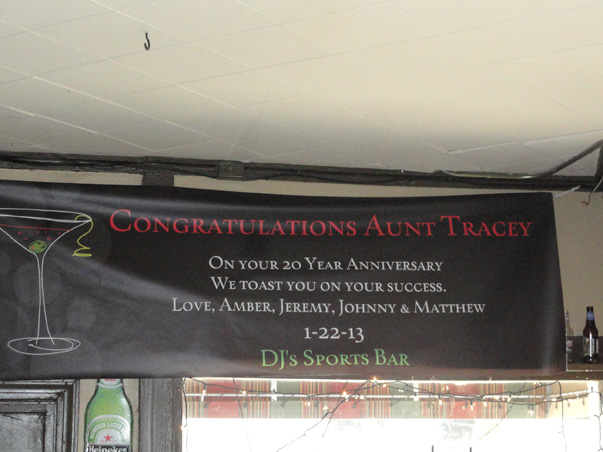 Congratulations Aunt Tracey
On your 20 Year Anniversary
We toast you on your success.
Love, Amber, Jeremy, Johnny & Matthew
1-22-13
DJ's Sports Bar
Heineken